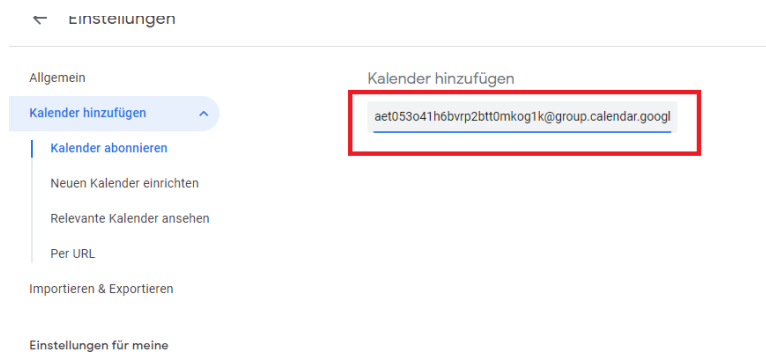 ← Einstellungen
Allgemein
Kalender hinzufügen
Kalender hinzufügen
aet053o41h6bvrp2btt0mkog1k@group.calendar.googl
Kalender abonnieren
Neuen Kalender einrichten
Relevante Kalender ansehen
Per URL
Importieren & Exportieren
Einstellungen für meine